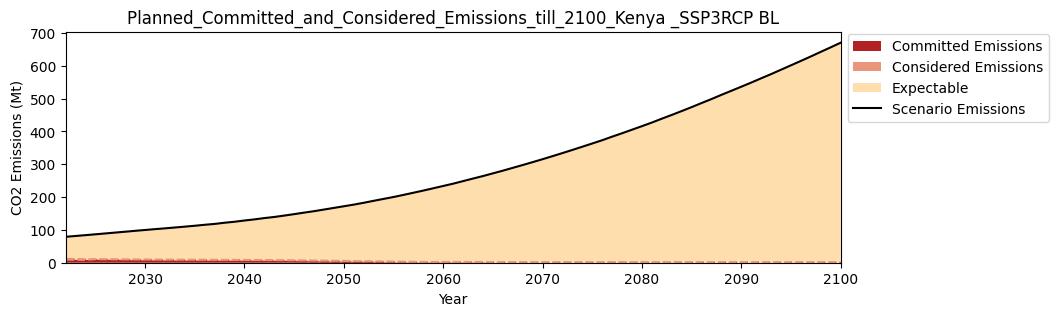 Planned_Committed_and_Considered_Emissions_till_2100_Kenya _SSP3RCP BL
700
600
500
400
300
200
100
0
CO2 Emissions (Mt)
2030 2040 2050 2060 2070 2080 2090 2100
Year
Committed Emissions
Considered Emissions
Expectable
Scenario Emissions